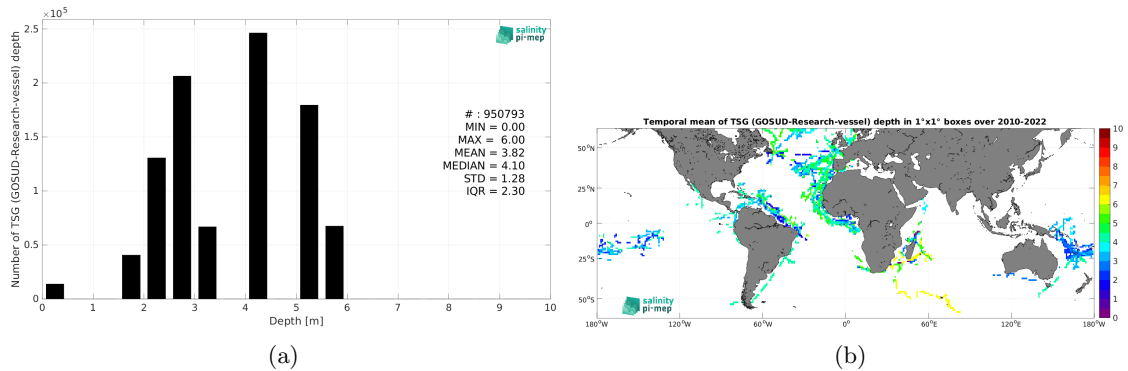 ×10⁵
2.5
2
1.5
1
0.5
0
Number of TSG (GOSUD-Research-vessel) depth
salinity
pi-mep
# : 950793
MIN = 0.00
MAX = 6.00
MEAN = 3.82
MEDIAN = 4.10
STD = 1.28
IQR = 2.30
0 1 2 3 4 5 6 7 8 9 10
Depth [m]
(a)
Temporal mean of TSG (GOSUD-Research-vessel) depth in 1°x1° boxes over 2010-2022
50°N
25°N
0°
25°S
50°S
180°W 120°W 60°W 0° 60°E 120°E 180°E
salinity
pi-mep
10
9
8
7
6
5
4
3
2
1
0
(b)